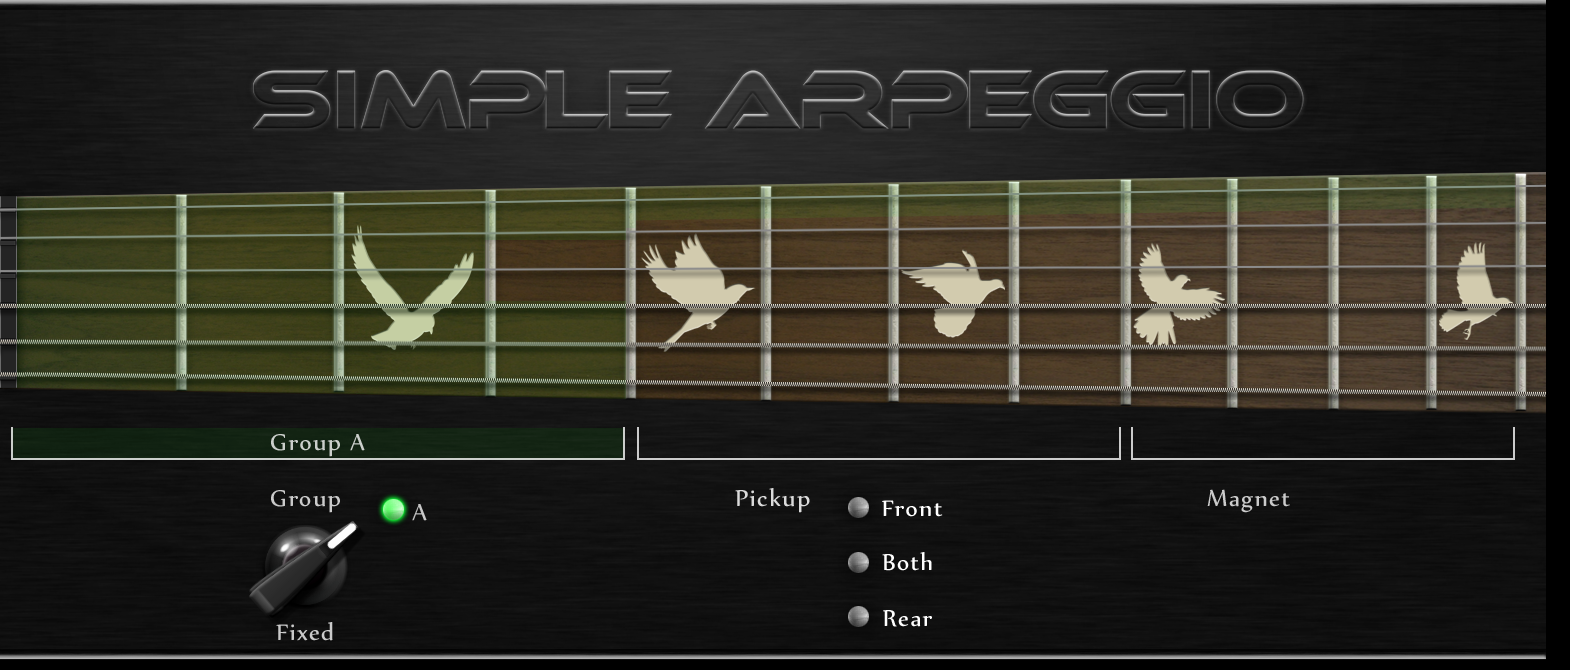 SIMPLE ARPEGGIO
Group A
Group
A
Fixed
Pickup
Front
Both
Rear
Magnet